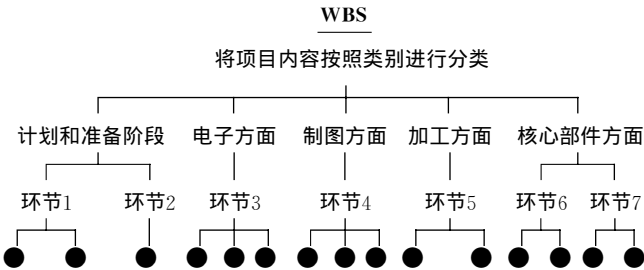 WBS
将项目内容按照类别进行分类
计划和准备阶段 电子方面 制图方面 加工方面 核心部件方面
环节1 环节2 环节3 环节4 环节5 环节6 环节7